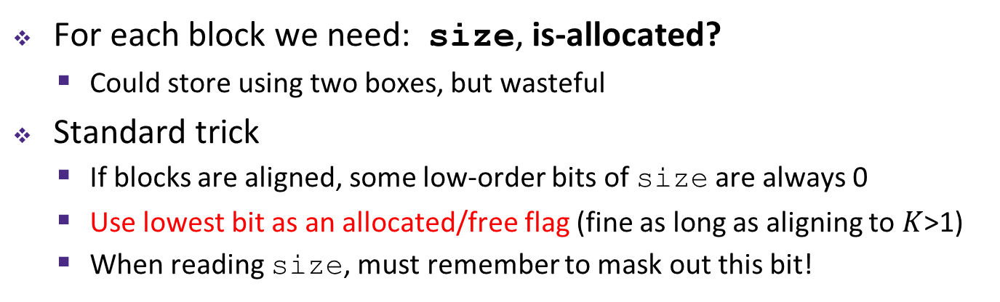 ❖ For each block we need: size, is-allocated?
▪ Could store using two boxes, but wasteful
❖ Standard trick
▪ If blocks are aligned, some low-order bits of size are always 0
▪ Use lowest bit as an allocated/free flag (fine as long as aligning to K>1)
▪ When reading size, must remember to mask out this bit!